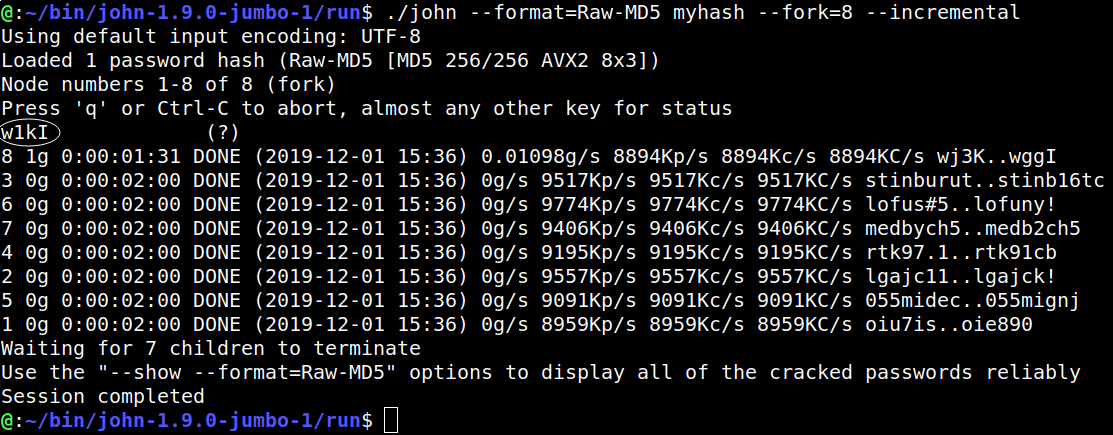 @:~/bin/john-1.9.0-jumbo-1/run$ ./john --format=Raw-MD5 myhash --fork=8 --incremental
Using default input encoding: UTF-8
Loaded 1 password hash (Raw-MD5 [MD5 256/256 AVX2 8x3])
Node numbers 1-8 of 8 (fork)
Press 'q' or Ctrl-C to abort, almost any other key for status
w1kI             (?)
8 1g 0:00:01:31 DONE (2019-12-01 15:36) 0.01098g/s 8894Kp/s 8894Kc/s 8894KC/s wj3K..wggI
3 0g 0:00:02:00 DONE (2019-12-01 15:36) 0g/s 9517Kp/s 9517Kc/s 9517KC/s stinburut..stinb16tc
6 0g 0:00:02:00 DONE (2019-12-01 15:36) 0g/s 9774Kp/s 9774Kc/s 9774KC/s lofus#5..lofuny!
7 0g 0:00:02:00 DONE (2019-12-01 15:36) 0g/s 9406Kp/s 9406Kc/s 9406KC/s medbych5..medb2ch5
4 0g 0:00:02:00 DONE (2019-12-01 15:36) 0g/s 9195Kp/s 9195Kc/s 9195KC/s rtk97.1..rtk91cb
2 0g 0:00:02:00 DONE (2019-12-01 15:36) 0g/s 9557Kp/s 9557Kc/s 9557KC/s lgajc11..lgajck!
5 0g 0:00:02:00 DONE (2019-12-01 15:36) 0g/s 9091Kp/s 9091Kc/s 9091KC/s 055midec..055mignj
1 0g 0:00:02:00 DONE (2019-12-01 15:36) 0g/s 8959Kp/s 8959Kc/s 8959KC/s oiu7is..oie890
Waiting for 7 children to terminate
Use the "--show --format=Raw-MD5" options to display all of the cracked passwords reliably
Session completed
@:~/bin/john-1.9.0-jumbo-1/run$